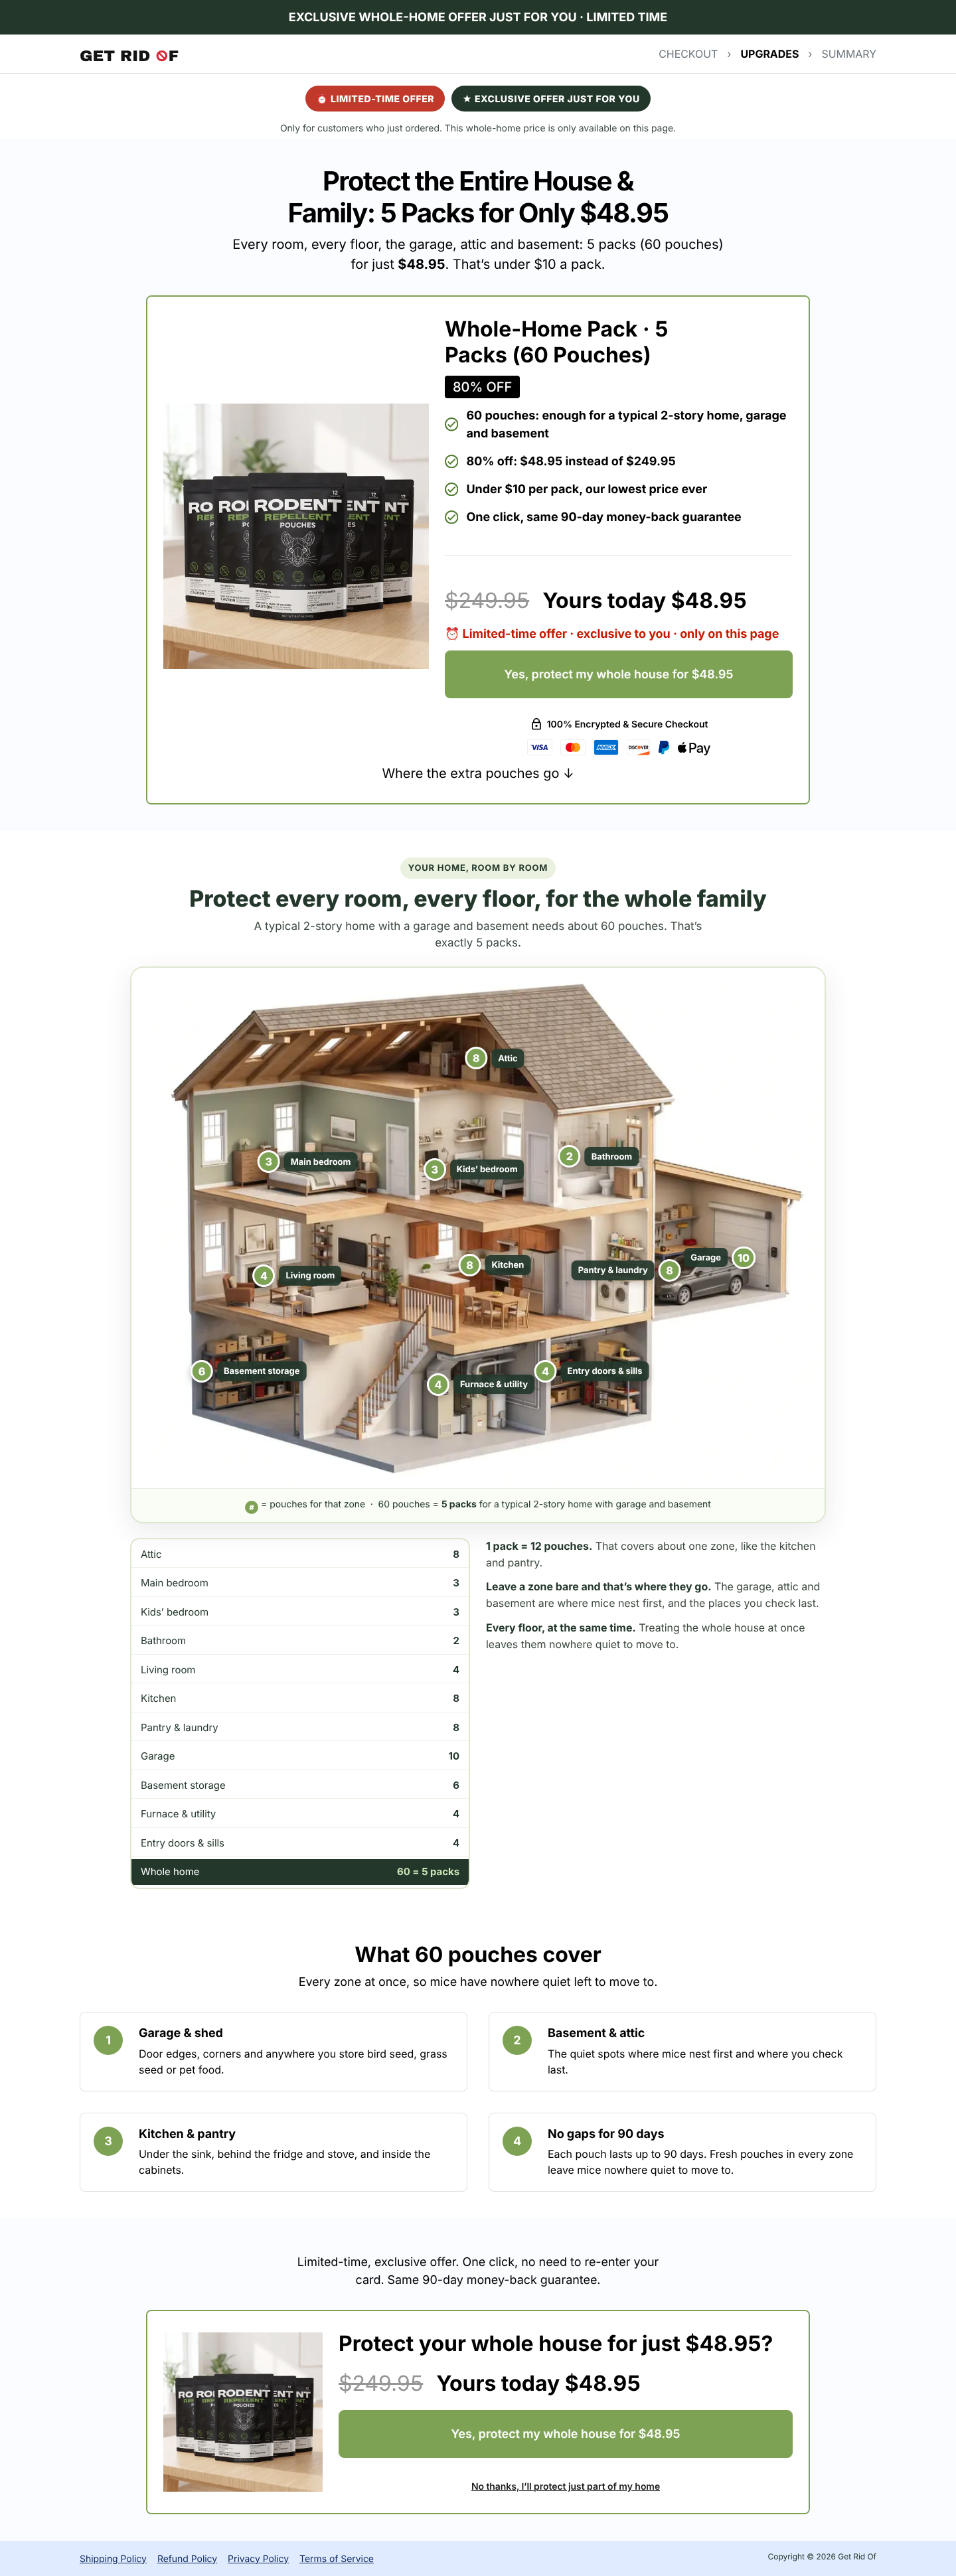 EXCLUSIVE WHOLE-HOME OFFER JUST FOR YOU · LIMITED TIME
GET RID OF
CHECKOUT › UPGRADES › SUMMARY
⏰ LIMITED-TIME OFFER
★ EXCLUSIVE OFFER JUST FOR YOU
Only for customers who just ordered. This whole-home price is only available on this page.
Protect the Entire House &
Family: 5 Packs for Only $48.95
Every room, every floor, the garage, attic and basement: 5 packs (60 pouches)
for just $48.95. That’s under $10 a pack.
Whole-Home Pack · 5
Packs (60 Pouches)
80% OFF
60 pouches: enough for a typical 2-story home, garage
and basement
80% off: $48.95 instead of $249.95
Under $10 per pack, our lowest price ever
One click, same 90-day money-back guarantee
RODENT
REPELLENT
POUCHES
12
$249.95 Yours today $48.95
⏰ Limited-time offer · exclusive to you · only on this page
Yes, protect my whole house for $48.95
100% Encrypted & Secure Checkout
VISA
AMEX
DISCOVER
Pay
Where the extra pouches go ↓
YOUR HOME, ROOM BY ROOM
Protect every room, every floor, for the whole family
A typical 2-story home with a garage and basement needs about 60 pouches. That’s
exactly 5 packs.
8 Attic
3 Main bedroom
3 Kids’ bedroom
2 Bathroom
4 Living room
8 Kitchen
Pantry & laundry 8
Garage 10
6 Basement storage
4 Furnace & utility
4 Entry doors & sills
# = pouches for that zone · 60 pouches = 5 packs for a typical 2-story home with garage and basement
Attic 8
Main bedroom 3
Kids’ bedroom 3
Bathroom 2
Living room 4
Kitchen 8
Pantry & laundry 8
Garage 10
Basement storage 6
Furnace & utility 4
Entry doors & sills 4
Whole home 60 = 5 packs
1 pack = 12 pouches. That covers about one zone, like the kitchen
and pantry.
Leave a zone bare and that’s where they go. The garage, attic and
basement are where mice nest first, and the places you check last.
Every floor, at the same time. Treating the whole house at once
leaves them nowhere quiet to move to.
What 60 pouches cover
Every zone at once, so mice have nowhere quiet left to move to.
1
Garage & shed
Door edges, corners and anywhere you store bird seed, grass
seed or pet food.
2
Basement & attic
The quiet spots where mice nest first and where you check
last.
3
Kitchen & pantry
Under the sink, behind the fridge and stove, and inside the
cabinets.
4
No gaps for 90 days
Each pouch lasts up to 90 days. Fresh pouches in every zone
leave mice nowhere quiet to move to.
Limited-time, exclusive offer. One click, no need to re-enter your
card. Same 90-day money-back guarantee.
RODENT
REPELLENT
POUCHES
Protect your whole house for just $48.95?
$249.95 Yours today $48.95
Yes, protect my whole house for $48.95
No thanks, I’ll protect just part of my home
Shipping Policy Refund Policy Privacy Policy Terms of Service
Copyright © 2026 Get Rid Of